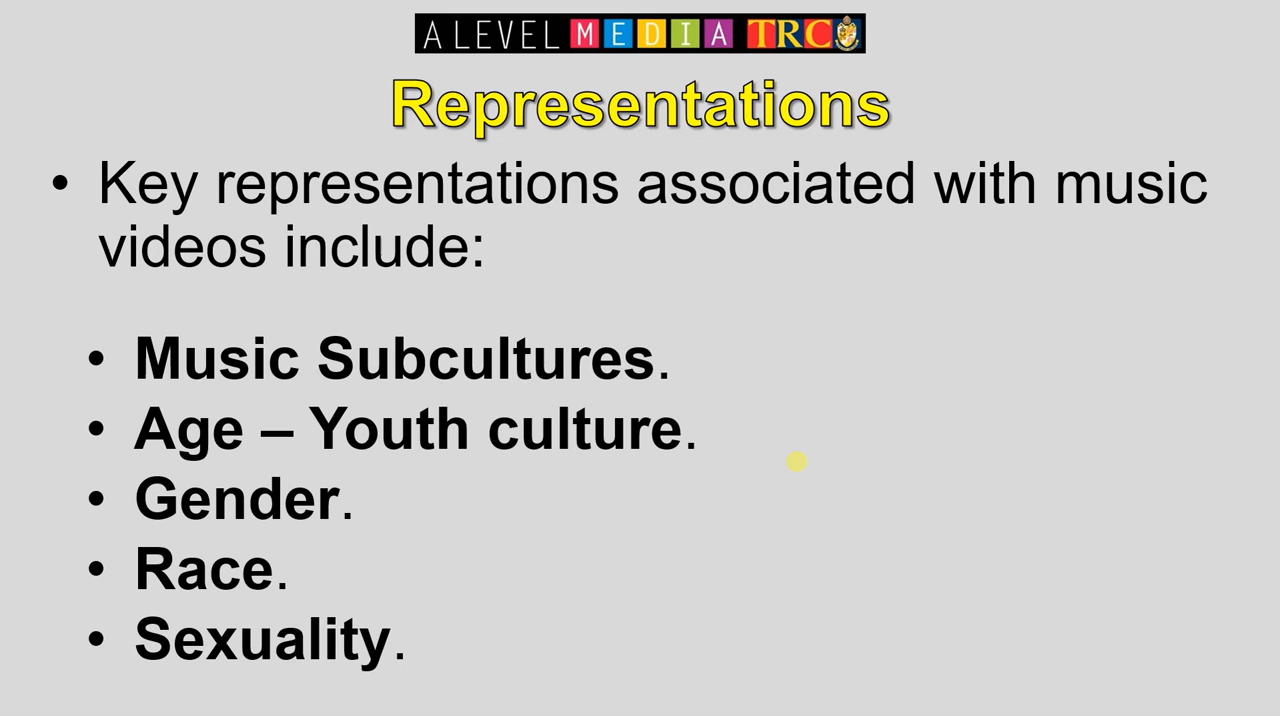 A LEVEL MEDIA TRC
Representations
• Key representations associated with music
videos include:
• Music Subcultures.
• Age – Youth culture.
• Gender.
• Race.
• Sexuality.